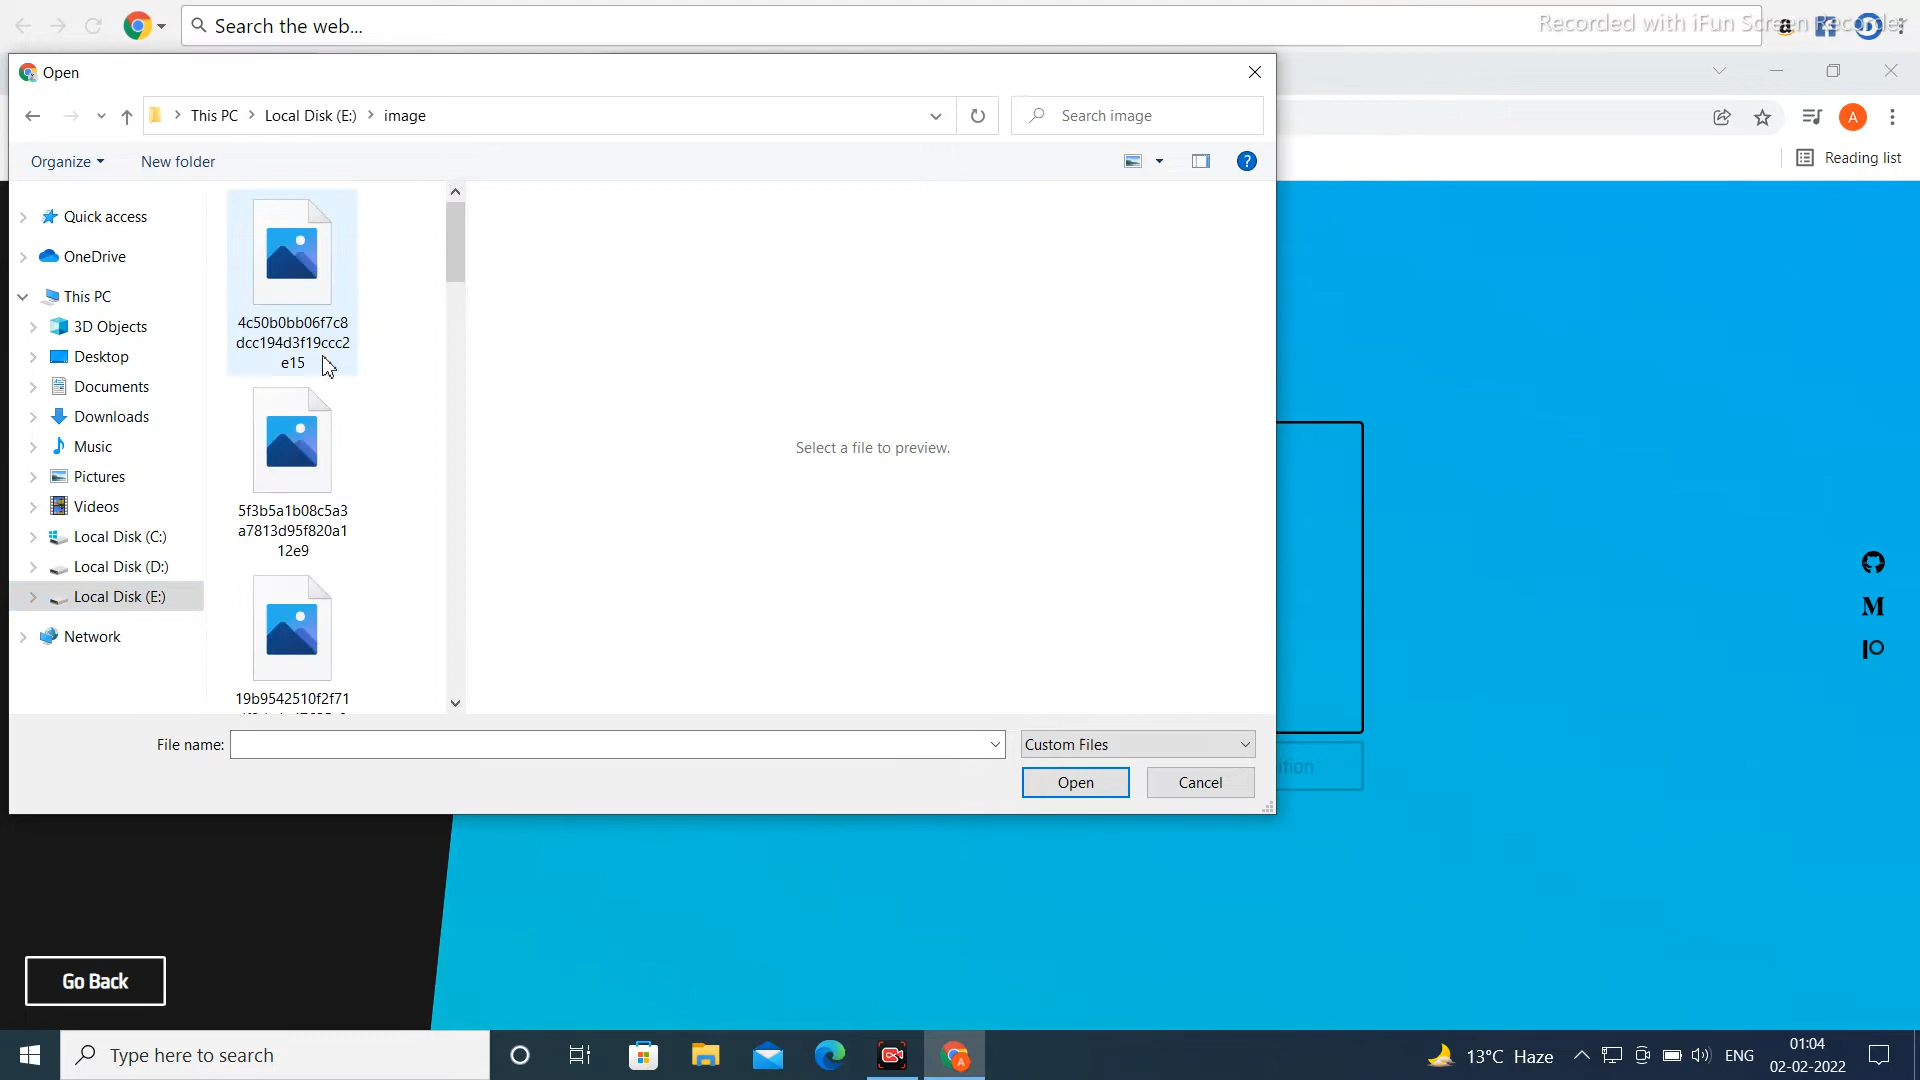 Search the web...
Recorded with iFun Screen Recorder
Open
This PC
Local Disk (E:)
image
Search image
A
Organize
New folder
?
Reading list
Quick access
OneDrive
This PC
3D Objects
Desktop
Documents
Downloads
Music
Pictures
Videos
Local Disk (C:)
Local Disk (D:)
Local Disk (E:)
Network
4c50b0bb06f7c8
dcc194d3f19ccc2
e15
5f3b5a1b08c5a3
a7813d95f820a1
12e9
19b9542510f2f71
Select a file to preview.
File name:
Custom Files
Open
Cancel
ition
M
Go Back
Type here to search
A
13°C Haze
ENG
01:04
02-02-2022